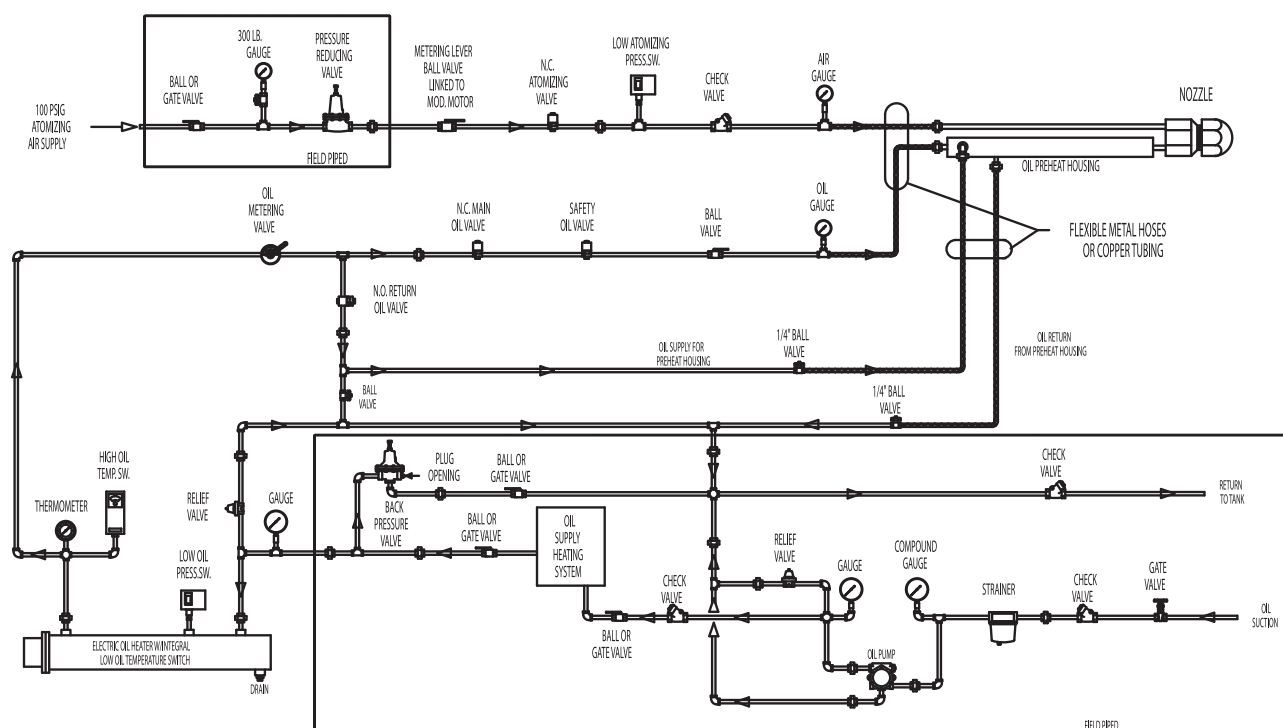 100 PSIG
ATOMIZING
AIR SUPPLY
BALL OR
GATE VALVE
300 LB.
GAUGE
PRESSURE
REDUCING
VALVE
FIELD PIPED
METERING LEVER
BALL VALVE
LINKED TO
MOD. MOTOR
N.C.
ATOMIZING
VALVE
LOW ATOMIZING
PRESS.SW.
CHECK
VALVE
AIR
GAUGE
NOZZLE
OIL PREHEAT HOUSING
OIL
METERING
VALVE
N.C. MAIN
OIL VALVE
SAFETY
OIL VALVE
BALL
VALVE
OIL
GAUGE
FLEXIBLE METAL HOSES
OR COPPER TUBING
N.O. RETURN
OIL VALVE
OIL SUPPLY FOR
PREHEAT HOUSING
1/4" BALL
VALVE
OIL RETURN
FROM PREHEAT HOUSING
BALL
VALVE
1/4" BALL
VALVE
HIGH OIL
TEMP. SW.
THERMOMETER
RELIEF
VALVE
GAUGE
PLUG
OPENING
BACK
PRESSURE
VALVE
BALL OR
GATE VALVE
CHECK
VALVE
RETURN
TO TANK
BALL OR
GATE VALVE
OIL
SUPPLY
HEATING
SYSTEM
LOW OIL
PRESS.SW.
RELIEF
VALVE
GAUGE
COMPOUND
GAUGE
STRAINER
CHECK
VALVE
GATE
VALVE
OIL
SUCTION
CHECK
VALVE
BALL OR
GATE VALVE
OIL PUMP
ELECTRIC OIL HEATER W/INTEGRAL
LOW OIL TEMPERATURE SWITCH
DRAIN
FIELD PIPED